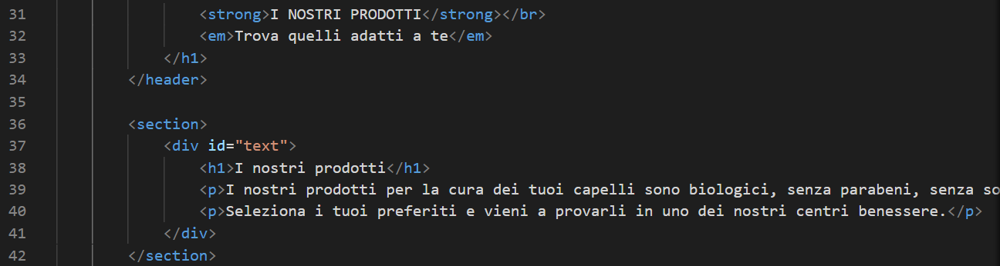 31 <strong>I NOSTRI PRODOTTI</strong></br>
32 <em>Trova quelli adatti a te</em>
33 </h1>
34 </header>
35
36 <section>
37 <div id="text">
38 <h1>I nostri prodotti</h1>
39 <p>I nostri prodotti per la cura dei tuoi capelli sono biologici, senza parabeni, senza so
40 <p>Seleziona i tuoi preferiti e vieni a provarli in uno dei nostri centri benessere.</p>
41 </div>
42 </section>